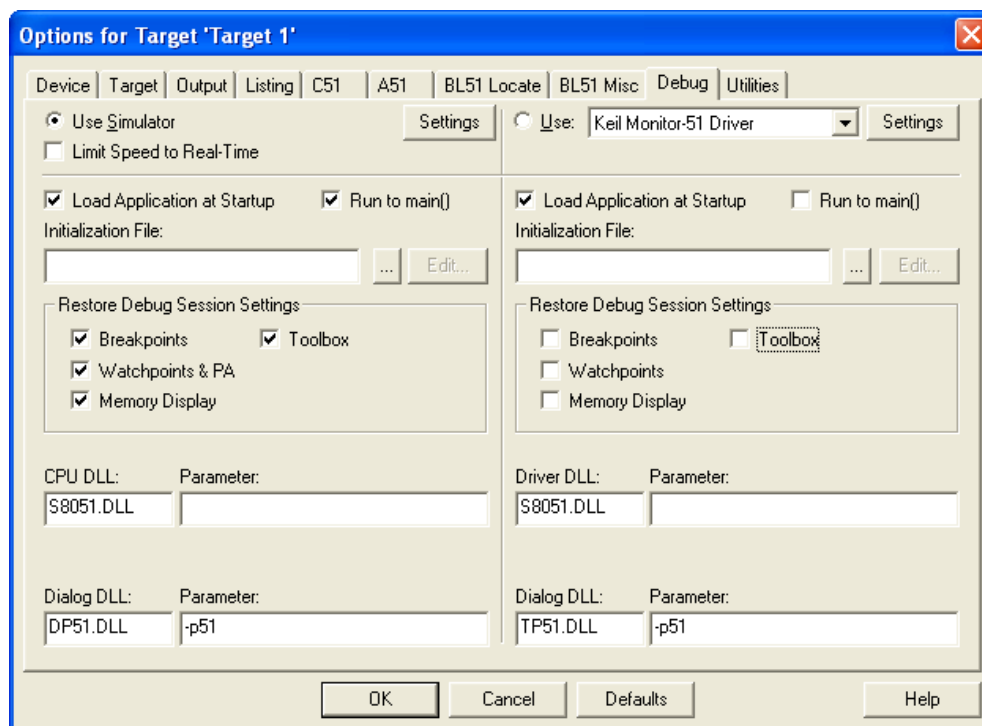 Options for Target 'Target 1'
Device Target Output Listing C51 A51 BL51 Locate BL51 Misc Debug Utilities
Use Simulator Settings Use: Keil Monitor-51 Driver Settings
Limit Speed to Real-Time
Load Application at Startup Run to main() Load Application at Startup Run to main()
Initialization File: Initialization File:
... Edit... ... Edit...
Restore Debug Session Settings Restore Debug Session Settings
Breakpoints Toolbox Breakpoints Toolbox
Watchpoints & PA Watchpoints
Memory Display Memory Display
CPU DLL: Parameter: Driver DLL: Parameter:
S8051.DLL S8051.DLL
Dialog DLL: Parameter: Dialog DLL: Parameter:
DP51.DLL -p51 TP51.DLL -p51
OK Cancel Defaults Help